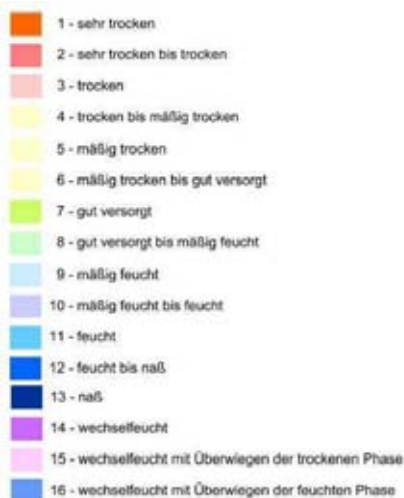 1 - sehr trocken
2 - sehr trocken bis trocken
3 - trocken
4 - trocken bis mäßig trocken
5 - mäßig trocken
6 - mäßig trocken bis gut versorgt
7 - gut versorgt
8 - gut versorgt bis mäßig feucht
9 - mäßig feucht
10 - mäßig feucht bis feucht
11 - feucht
12 - feucht bis naß
13 - naß
14 - wechselfeucht
15 - wechselfeucht mit Überwiegen der trockenen Phase
16 - wechselfeucht mit Überwiegen der feuchten Phase